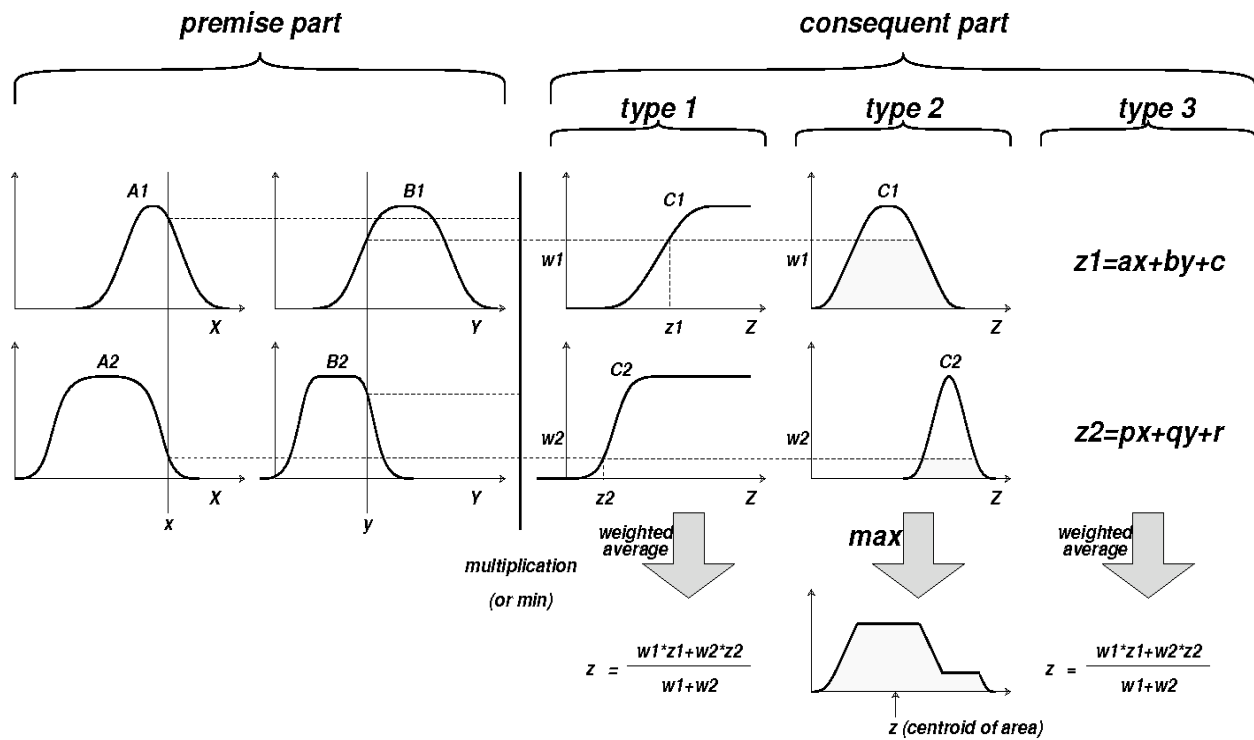 premise part
consequent part
type 1
type 2
type 3
A1
B1
C1
C1
w1
w1
z1=ax+by+c
X
Y
z1
Z
Z
A2
B2
C2
C2
w2
w2
z2=px+qy+r
X
Y
z2
Z
Z
x
y
multiplication
(or min)
weighted
average
max
weighted
average
z = w1*z1+w2*z2
w1+w2
z = w1*z1+w2*z2
w1+w2
z (centroid of area)